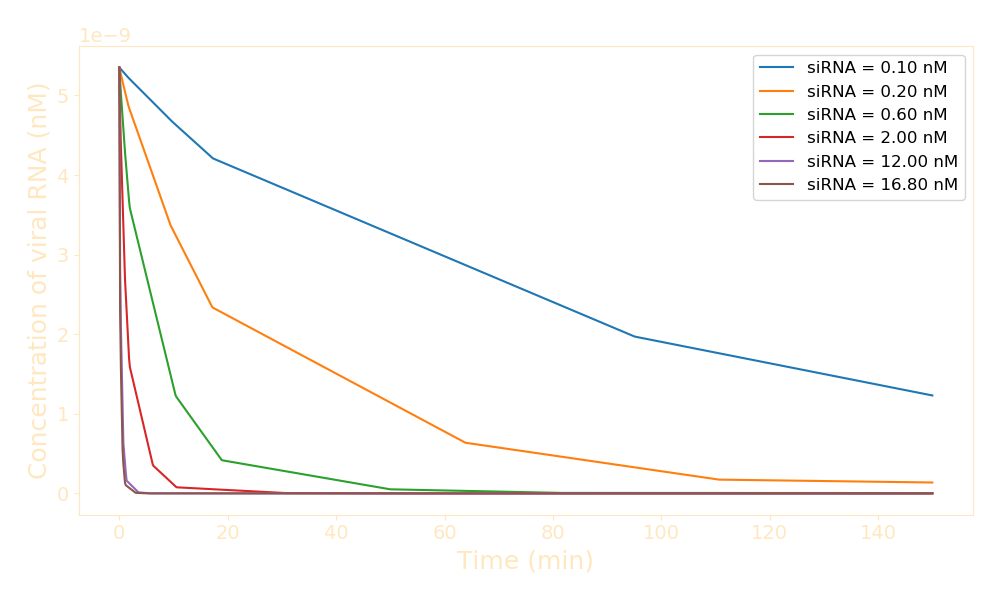 1e−9
Concentration of viral RNA (nM)
5
4
3
2
1
0
siRNA = 0.10 nM
siRNA = 0.20 nM
siRNA = 0.60 nM
siRNA = 2.00 nM
siRNA = 12.00 nM
siRNA = 16.80 nM
0 20 40 60 80 100 120 140
Time (min)